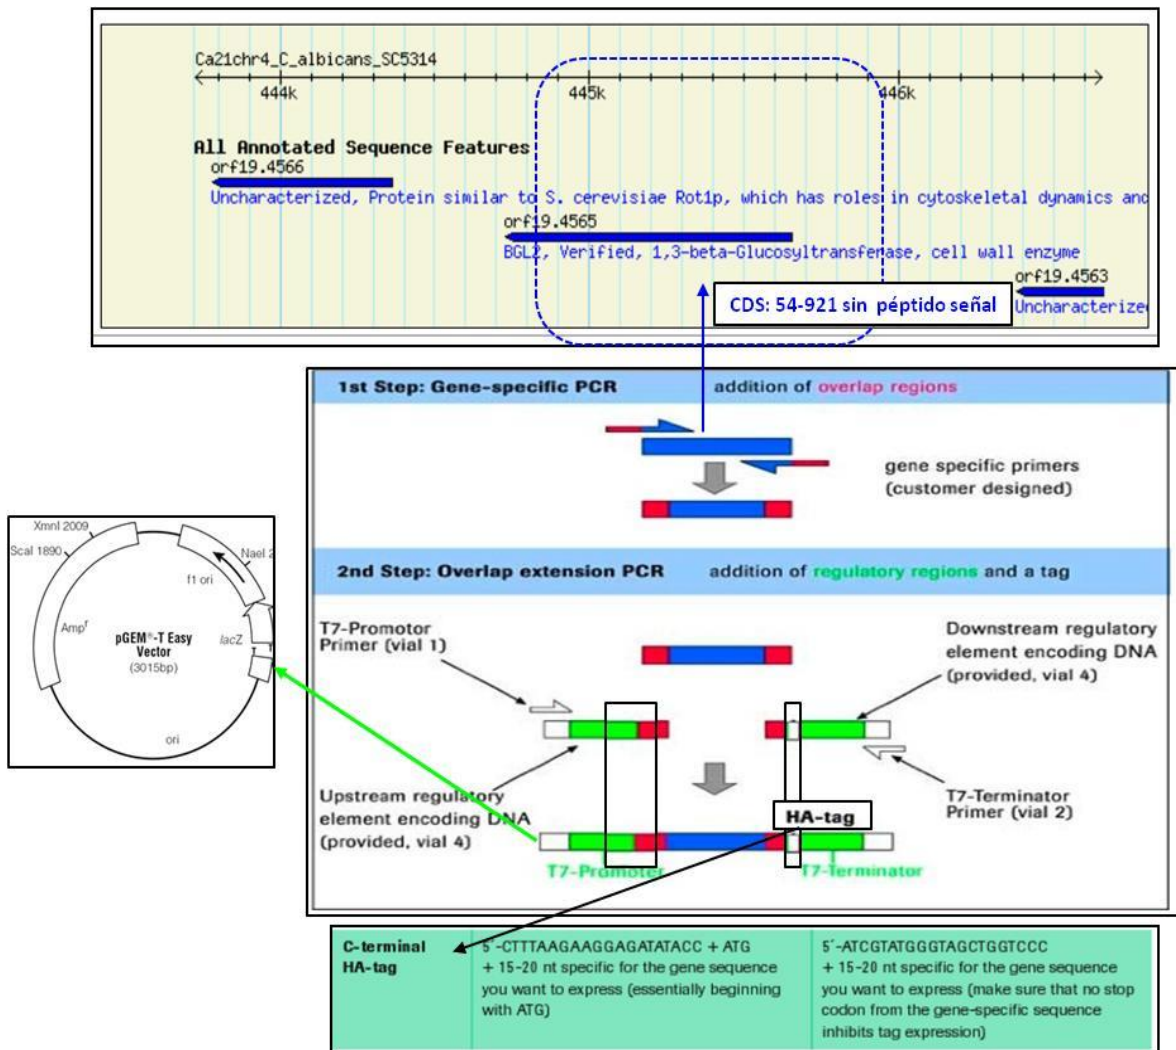 Ca21chr4_C_albicans_SC5314
444k 445k 446k
All Annotated Sequence Features
orf19.4566
Uncharacterized, Protein similar to S. cerevisiae Rot1p, which has roles in cytoskeletal dynamics and
orf19.4565
BGL2, Verified, 1,3-beta-Glucosyltransferase, cell wall enzyme
orf19.4563
CDS: 54-921 sin péptido señal
Uncharacterize
1st Step: Gene-specific PCR addition of overlap regions
gene specific primers
(customer designed)
2nd Step: Overlap extension PCR addition of regulatory regions and a tag
T7-Promotor
Primer (vial 1)
Downstream regulatory
element encoding DNA
(provided, vial 4)
Upstream regulatory
element encoding DNA
(provided, vial 4)
T7-Terminator
Primer (vial 2)
HA-tag
T7-Promoter
T7-Terminator
XmnI 2009
ScaI 1890
NaeI 2
f1 ori
Ampr
pGEM®-T Easy
Vector
(3015bp)
lacZ
T
ori
C-terminal
HA-tag
5´-CTTTAAGAAGGAGATATACC + ATG
+ 15-20 nt specific for the gene sequence
you want to express (essentially beginning
with ATG)
5´-ATCGTATGGGTAGCTGGTCCC
+ 15-20 nt specific for the gene sequence
you want to express (make sure that no stop
codon from the gene-specific sequence
inhibits tag expression)